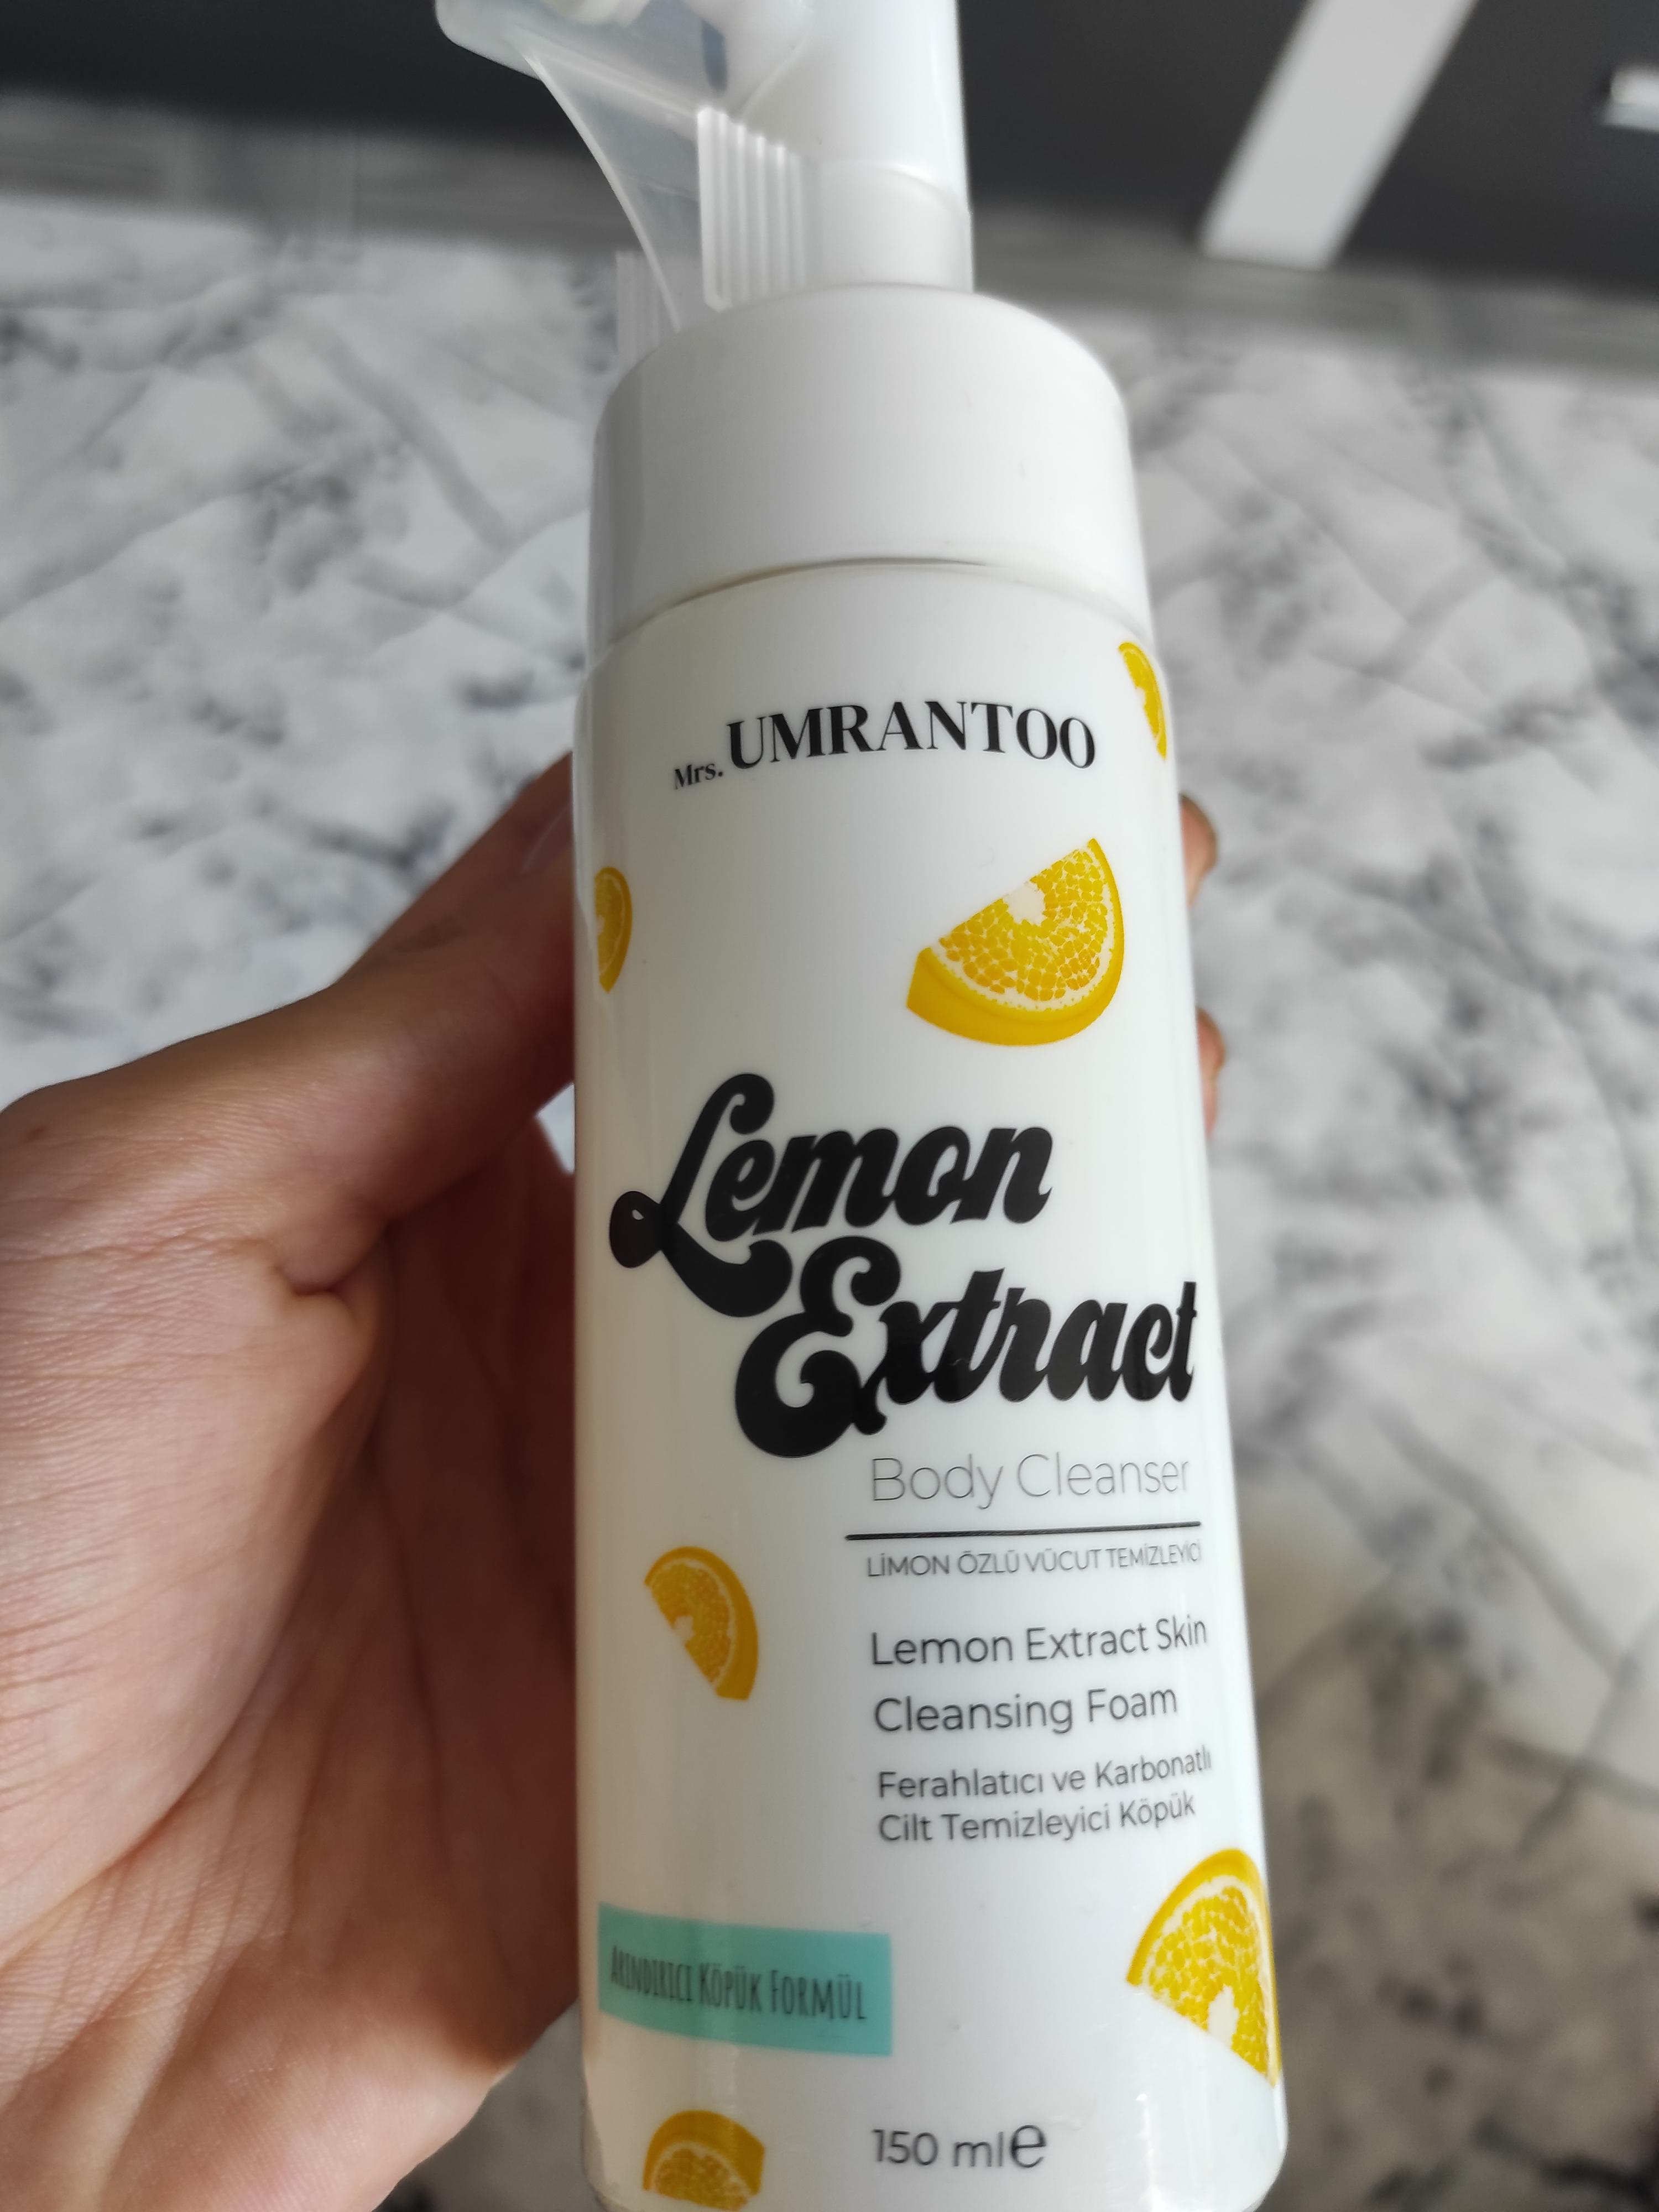 Mrs. UMRANTOO
Lemon
Extract
Body Cleanser
LİMON ÖZLÜ VÜCUT TEMİZLEYİCİ
Lemon Extract Skin
Cleansing Foam
Ferahlatıcı ve Karbonatlı
Cilt Temizleyici Köpük
ARINDIRICI KÖPÜK FORMÜL
150 ml℮